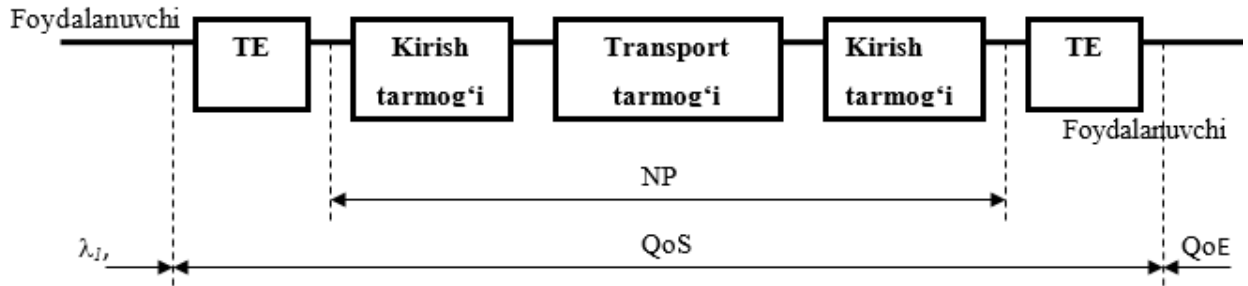 Foydalanuvchi
TE
Kirish
tarmog‘i
Transport
tarmog‘i
Kirish
tarmog‘i
TE
Foydalanuvchi
NP
λ1,
QoS
QoE